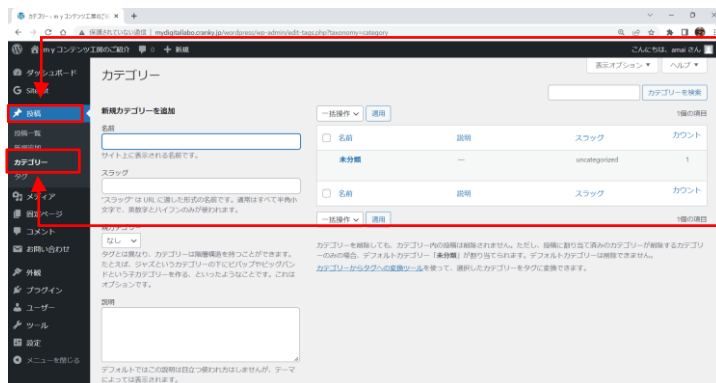 カテゴリー ‹ m y コンテンツ工房のご紹介
保護されていない通信 | mydigitallabo.cranky.jp/wordpress/wp-admin/edit-tags.php?taxonomy=category
m y コンテンツ工房のご紹介 0 + 新規
こんにちは、amai さん
表示オプション ▼ ヘルプ ▼
ダッシュボード
投稿
投稿一覧
新規追加
カテゴリー
タグ
メディア
固定ページ
コメント
お問い合わせ
外観
プラグイン
ユーザー
ツール
設定
メニューを閉じる
カテゴリー
カテゴリーを検索
新規カテゴリーを追加
名前
サイト上に表示される名前です。
スラッグ
"スラッグ" は URL に適した形式の名前です。通常はすべて半角小
文字で、英数字とハイフンのみが使われます。
親カテゴリー
なし
タグとは異なり、カテゴリーは階層構造を持つことができます。
たとえば、ジャズというカテゴリーの下にビバップやビッグバン
ドという子カテゴリーを作る、といったようなことです。これは
オプションです。
説明
デフォルトではこの説明は目立つ使われ方はしませんが、テーマ
によっては表示されます。
一括操作 適用 1個の項目
名前 説明 スラッグ カウント
未分類 — uncategorized 1
名前 説明 スラッグ カウント
一括操作 適用 1個の項目
カテゴリーを削除しても、カテゴリー内の投稿は削除されません。ただし、投稿に割り当て済みのカテゴリーが削除するカテゴリ
ーのみの場合、デフォルトカテゴリー「未分類」が割り当てられます。デフォルトカテゴリーは削除できません。
カテゴリーからタグへの変換ツールを使って、選択したカテゴリーをタグに変換できます。